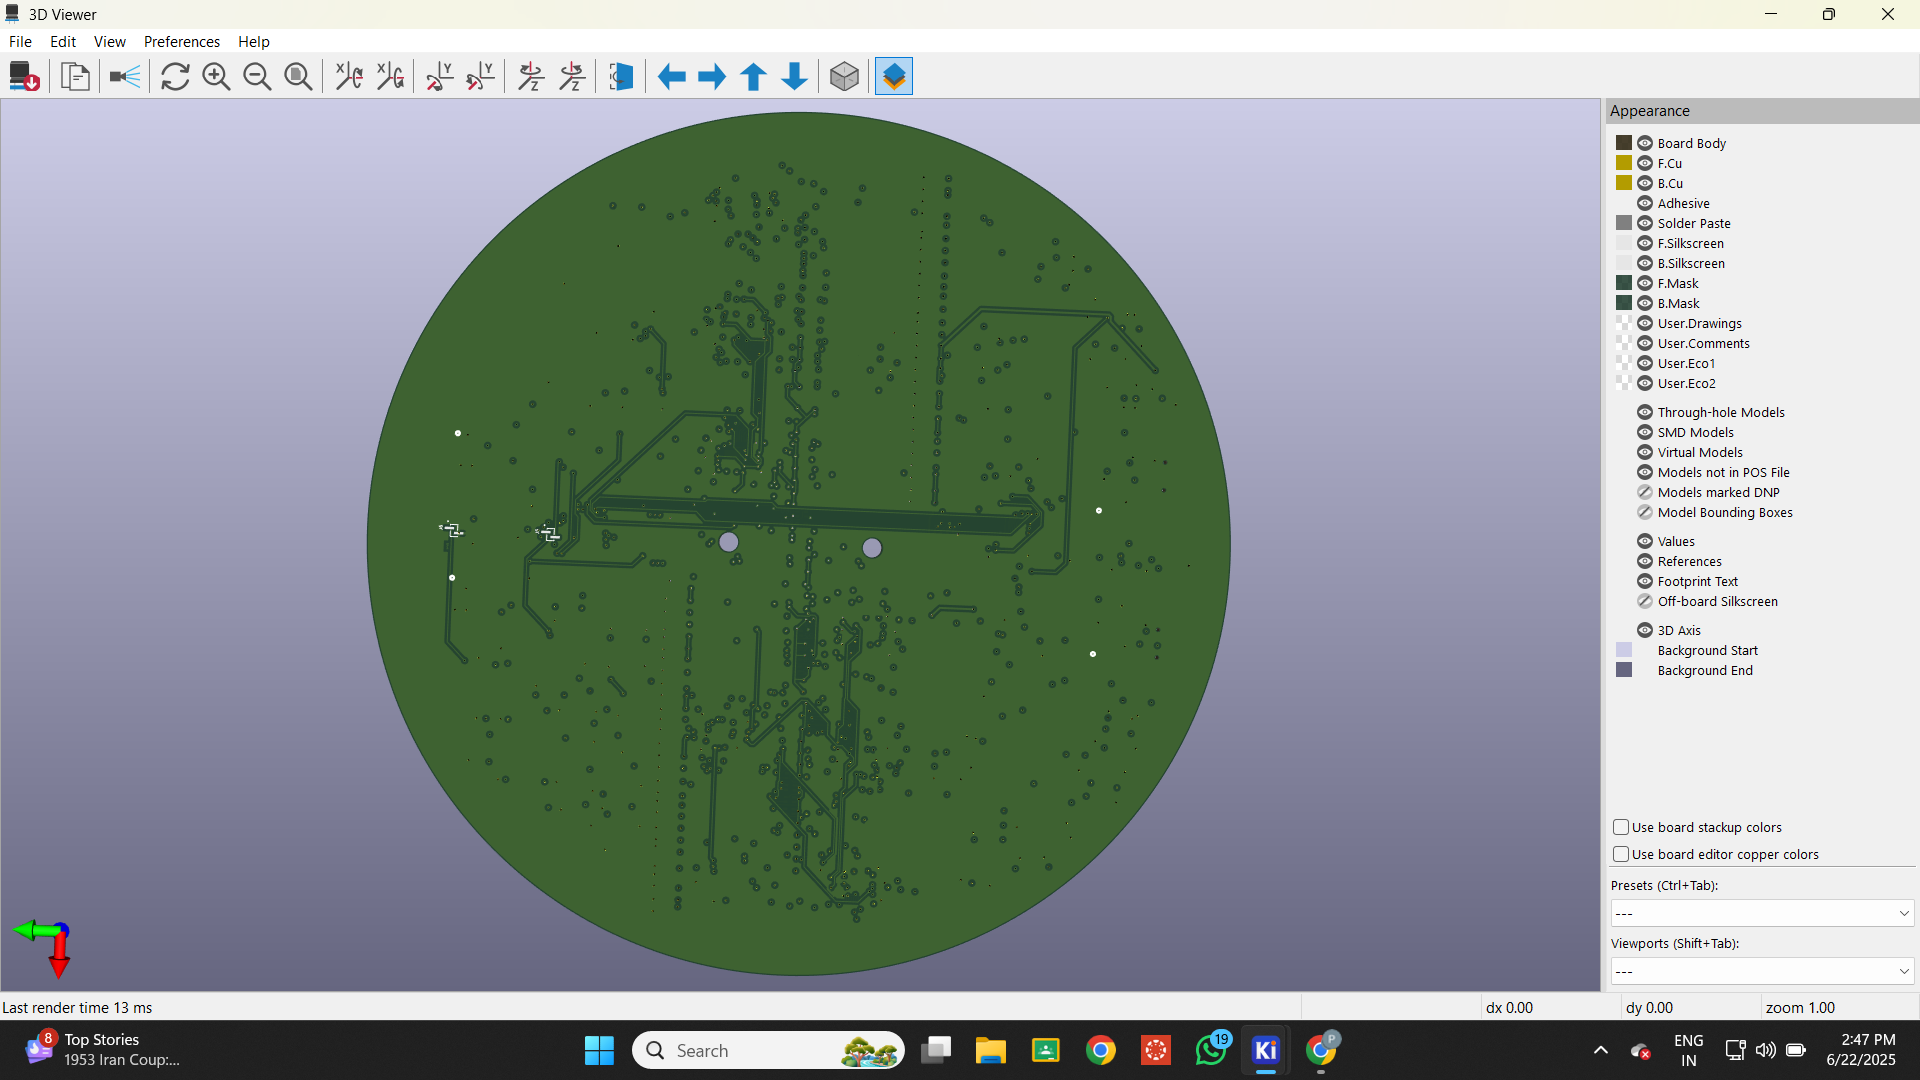 3D Viewer
File Edit View Preferences Help
Appearance
Board Body
F.Cu
B.Cu
Adhesive
Solder Paste
F.Silkscreen
B.Silkscreen
F.Mask
B.Mask
User.Drawings
User.Comments
User.Eco1
User.Eco2
Through-hole Models
SMD Models
Virtual Models
Models not in POS File
Models marked DNP
Model Bounding Boxes
Values
References
Footprint Text
Off-board Silkscreen
3D Axis
Background Start
Background End
Use board stackup colors
Use board editor copper colors
Presets (Ctrl+Tab):
---
Viewports (Shift+Tab):
---
Last render time 13 ms
dx 0.00
dy 0.00
zoom 1.00
8
Top Stories
1953 Iran Coup:...
Search
19
Ki
P
ENG
IN
2:47 PM
6/22/2025